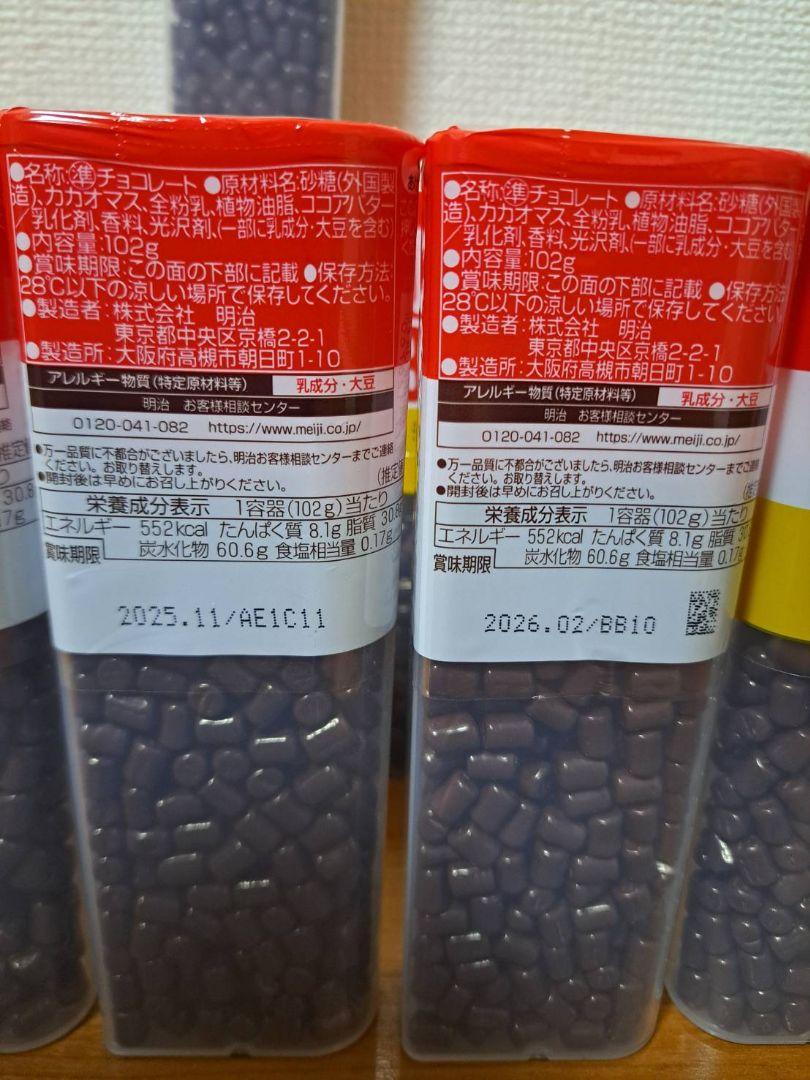 ●名称:準チョコレート ●原材料名:砂糖(外国製
造)、カカオマス、全粉乳、植物油脂、ココアバター
/乳化剤、香料、光沢剤、(一部に乳成分・大豆を含む)
●内容量:102g
●賞味期限:この面の下部に記載 ●保存方法:
28℃以下の涼しい場所で保存してください。
●製造者:株式会社 明治
東京都中央区京橋2-2-1
●製造所:大阪府高槻市朝日町1-10
アレルギー物質(特定原材料等) 乳成分・大豆
明治 お客様相談センター
0120-041-082 https://www.meiji.co.jp/
●万一品質に不都合がございましたら、明治お客様相談センターまでご連絡
ください。お取り替えします。
●開封後は早めにお召し上がりください。
(推定
栄養成分表示 1容器(102g)当たり
エネルギー 552kcal たんぱく質 8.1g 脂質 30.8g
炭水化物 60.6g 食塩相当量 0.17g
賞味期限
2025.11/AE1C11
●名称:準チョコレート ●原材料名:砂糖(外国製
造)、カカオマス、全粉乳、植物油脂、ココアバター
/乳化剤、香料、光沢剤、(一部に乳成分・大豆を含む)
●内容量:102g
●賞味期限:この面の下部に記載 ●保存方法
28℃以下の涼しい場所で保存してください。
●製造者:株式会社 明治
東京都中央区京橋2-2-1
●製造所:大阪府高槻市朝日町1-10
アレルギー物質(特定原材料等) 乳成分・大豆
明治 お客様相談センター
0120-041-082 https://www.meiji.co.jp/
●万一品質に不都合がございましたら、明治お客様相談センターまでご連絡
ください。お取り替えします。
●開封後は早めにお召し上がりください。
栄養成分表示 1容器(102g)当たり
エネルギー 552kcal たんぱく質 8.1g 脂質 30.
炭水化物 60.6g 食塩相当量 0.17g
賞味期限
2026.02/BB10